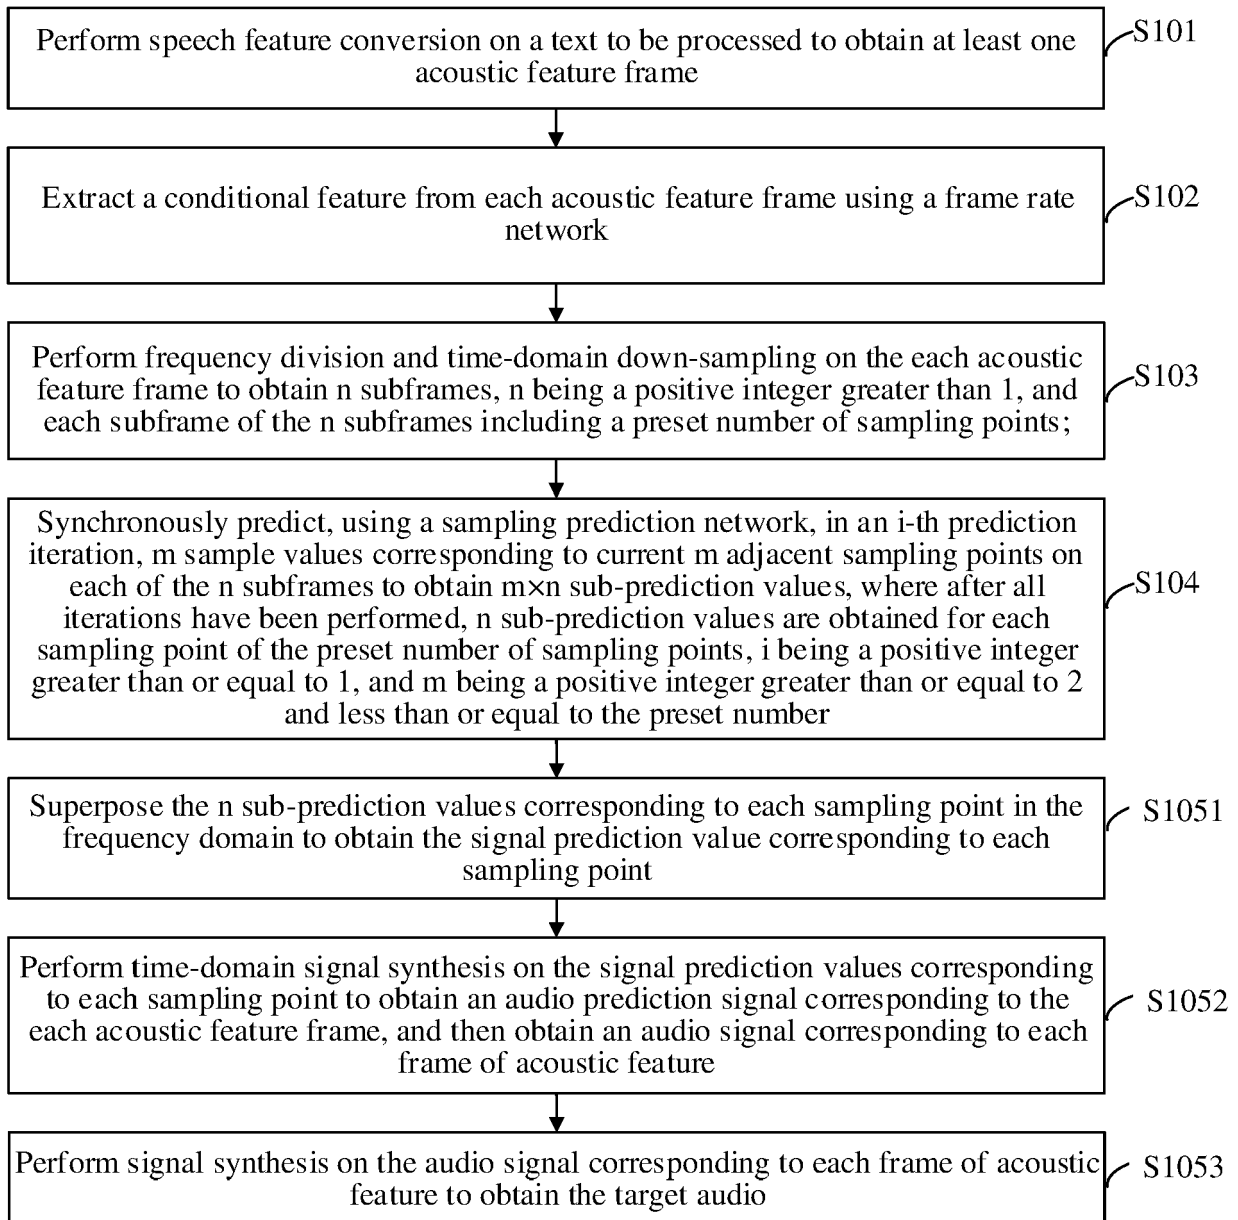 Perform speech feature conversion on a text to be processed to obtain at least one
acoustic feature frame
S101
Extract a conditional feature from each acoustic feature frame using a frame rate
network
S102
Perform frequency division and time-domain down-sampling on the each acoustic
feature frame to obtain n subframes, n being a positive integer greater than 1, and
each subframe of the n subframes including a preset number of sampling points;
S103
Synchronously predict, using a sampling prediction network, in an i-th prediction
iteration, m sample values corresponding to current m adjacent sampling points on
each of the n subframes to obtain m×n sub-prediction values, where after all
iterations have been performed, n sub-prediction values are obtained for each
sampling point of the preset number of sampling points, i being a positive integer
greater than or equal to 1, and m being a positive integer greater than or equal to 2
and less than or equal to the preset number
S104
Superpose the n sub-prediction values corresponding to each sampling point in the
frequency domain to obtain the signal prediction value corresponding to each
sampling point
S1051
Perform time-domain signal synthesis on the signal prediction values corresponding
to each sampling point to obtain an audio prediction signal corresponding to the
each acoustic feature frame, and then obtain an audio signal corresponding to each
frame of acoustic feature
S1052
Perform signal synthesis on the audio signal corresponding to each frame of acoustic
feature to obtain the target audio
S1053